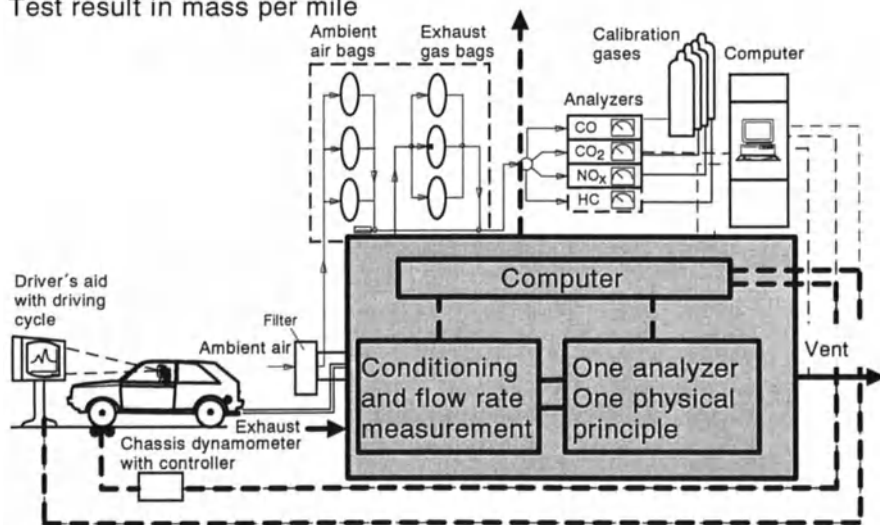 Test result in mass per mile
Ambient
air bags
Exhaust
gas bags
Calibration
gases
Computer
Analyzers
CO
CO2
NOx
HC
Computer
Driver's aid
with driving
cycle
Filter
Ambient air
Conditioning
and flow rate
measurement
One analyzer
One physical
principle
Vent
Exhaust
Chassis dynamometer
with controller